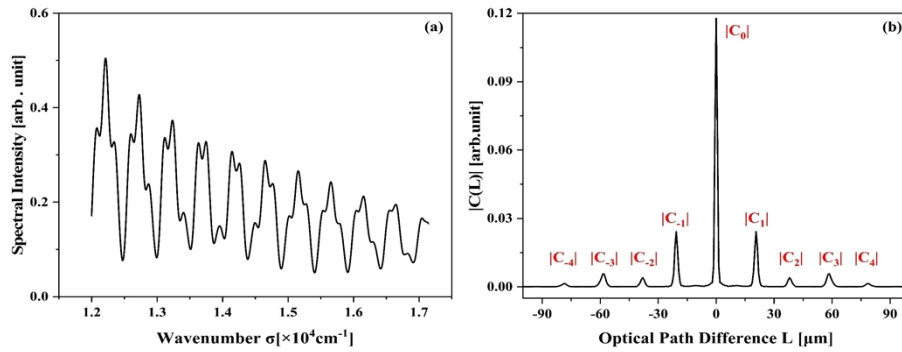 (a)
0.6
0.4
0.2
0.0
Spectral Intensity [arb . unit]
1.2 1.3 1.4 1.5 1.6 1.7
Wavenumber σ[×10⁴cm⁻¹]
(b)
0.12
0.09
0.06
0.03
0.00
|C(L)| [arb.unit]
|C₀|
|C₋₁| |C₁|
|C₋₄| |C₋₃| |C₋₂| |C₂| |C₃| |C₄|
-90 -60 -30 0 30 60 90
Optical Path Difference L [μm]